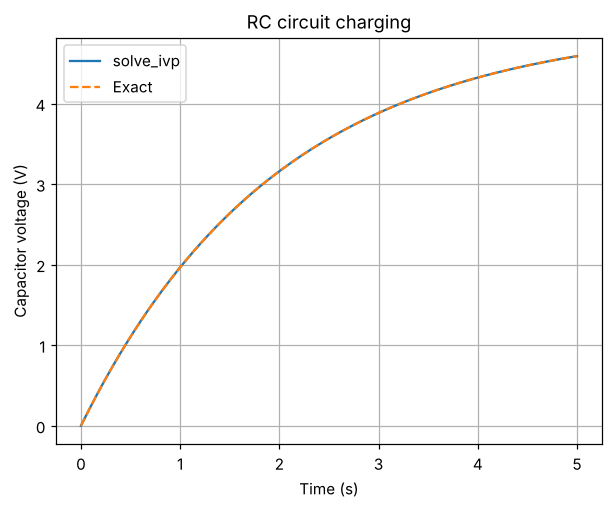 RC circuit charging
solve_ivp
Exact
Capacitor voltage (V)
4
3
2
1
0
0 1 2 3 4 5
Time (s)